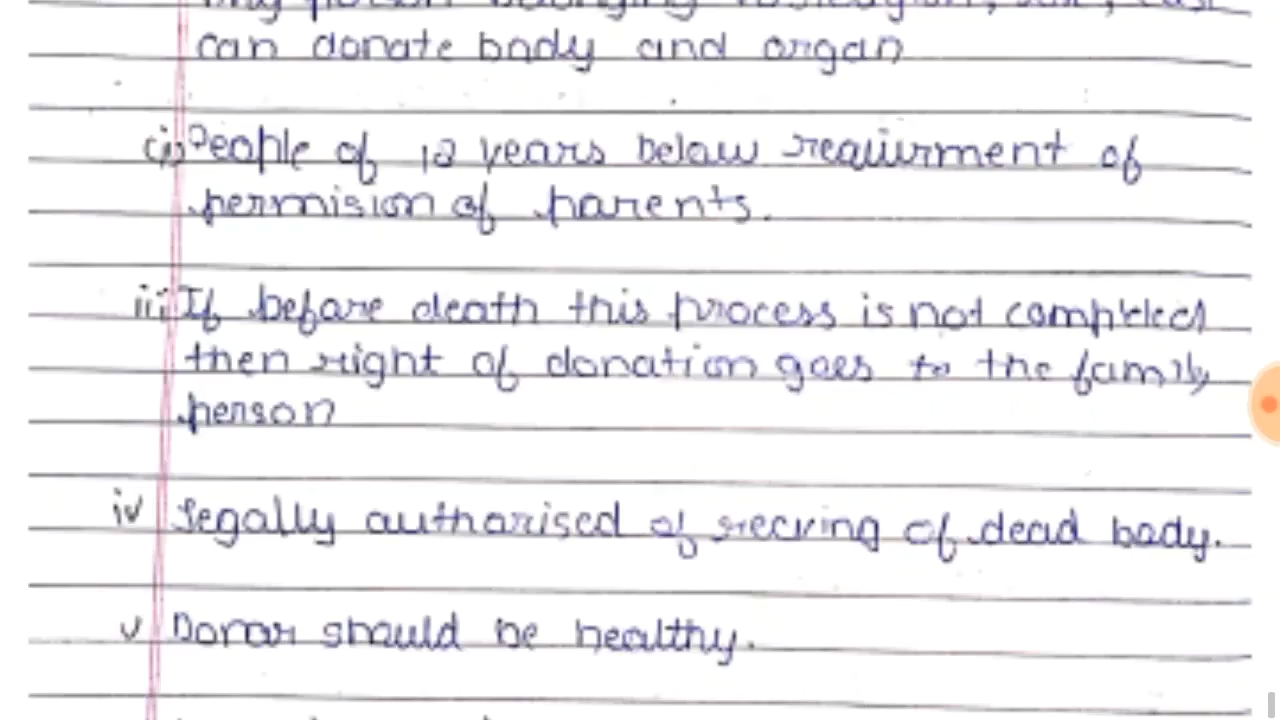 can donate body and organ
(ii) People of 12 years below requirment of
permision of parents.
iii If before death this process is not completed
then right of donation goes to the family
person
iv legally authorised of reciving of dead body.
v Donor should be healthy.